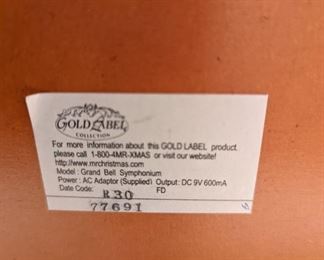 GOLD LABEL
COLLECTION
For more information about this GOLD LABEL product
please call 1-800-4MR-XMAS or visit our website!
http://www.mrchristmas.com
Model : Grand Bell Symphonium
Power : AC Adaptor (Supplied) Output: DC 9V 600mA
Date Code: R30 FD
77691